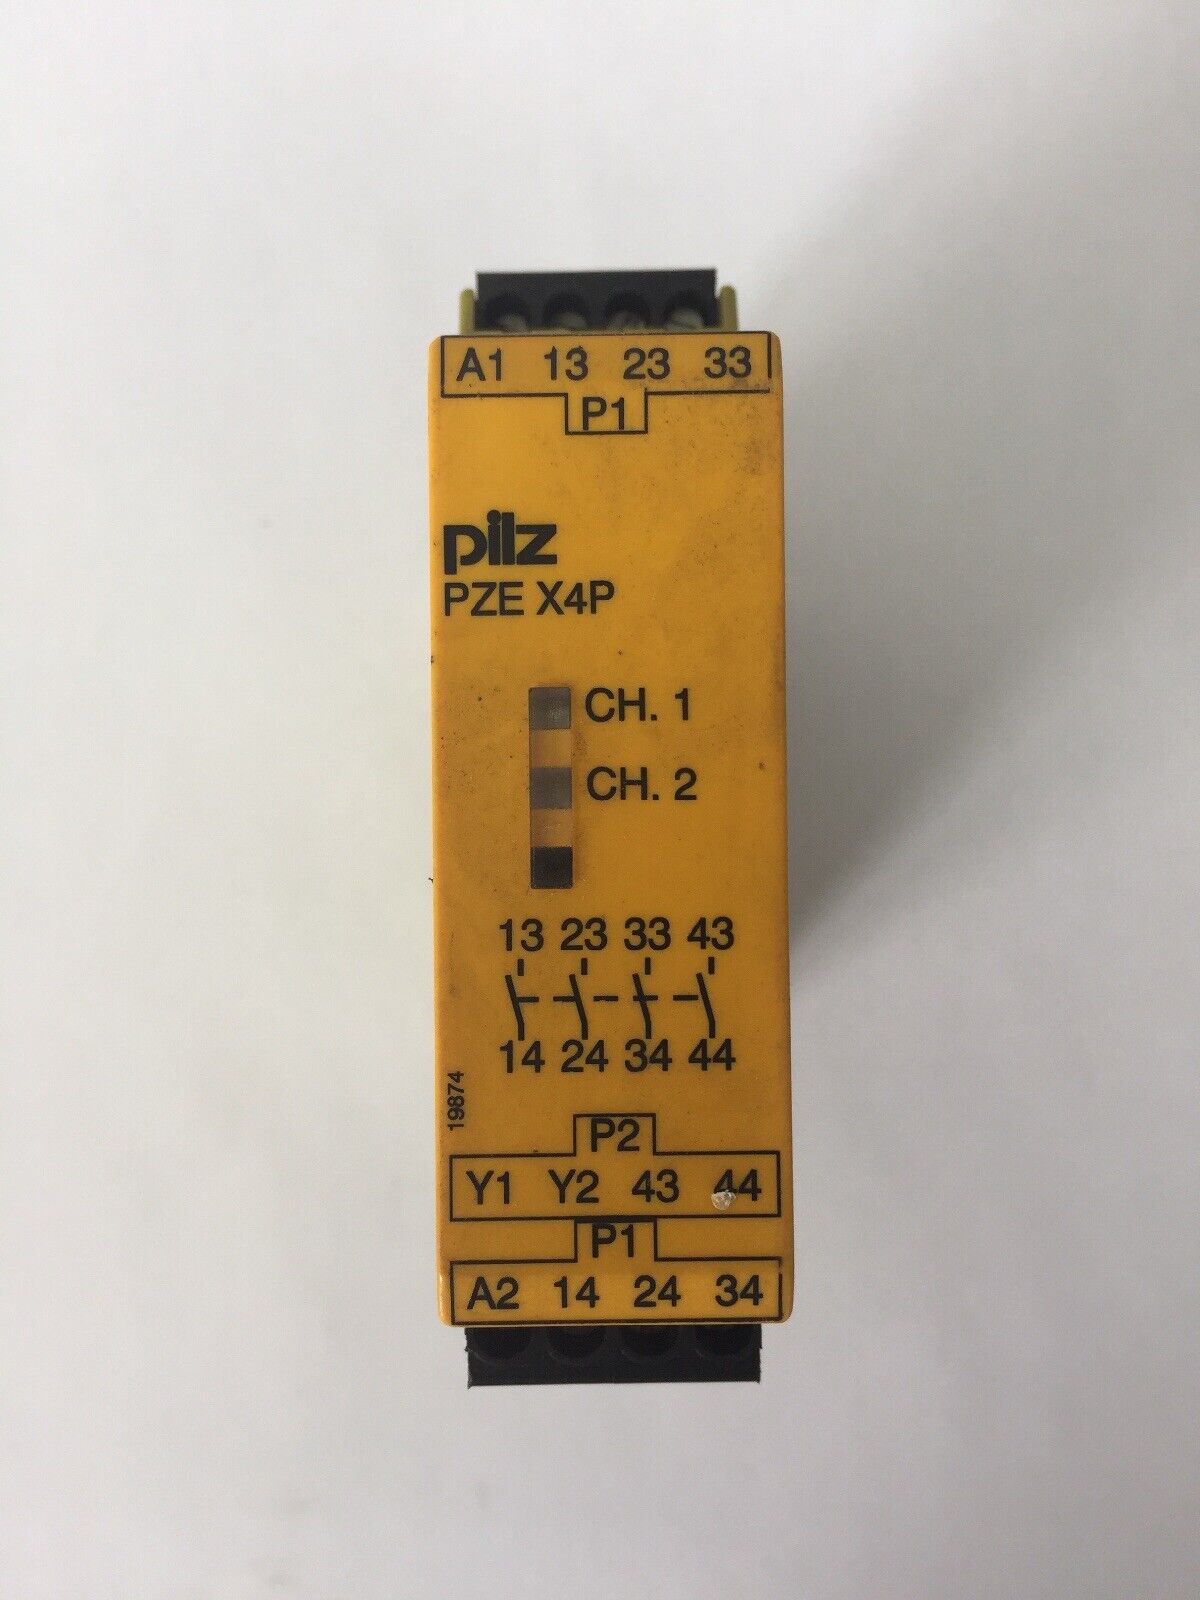 A1 13 23 33
P1
pilz
PZE X4P
CH. 1
CH. 2
13 23 33 43
14 24 34 44
19874
P2
Y1 Y2 43 44
P1
A2 14 24 34